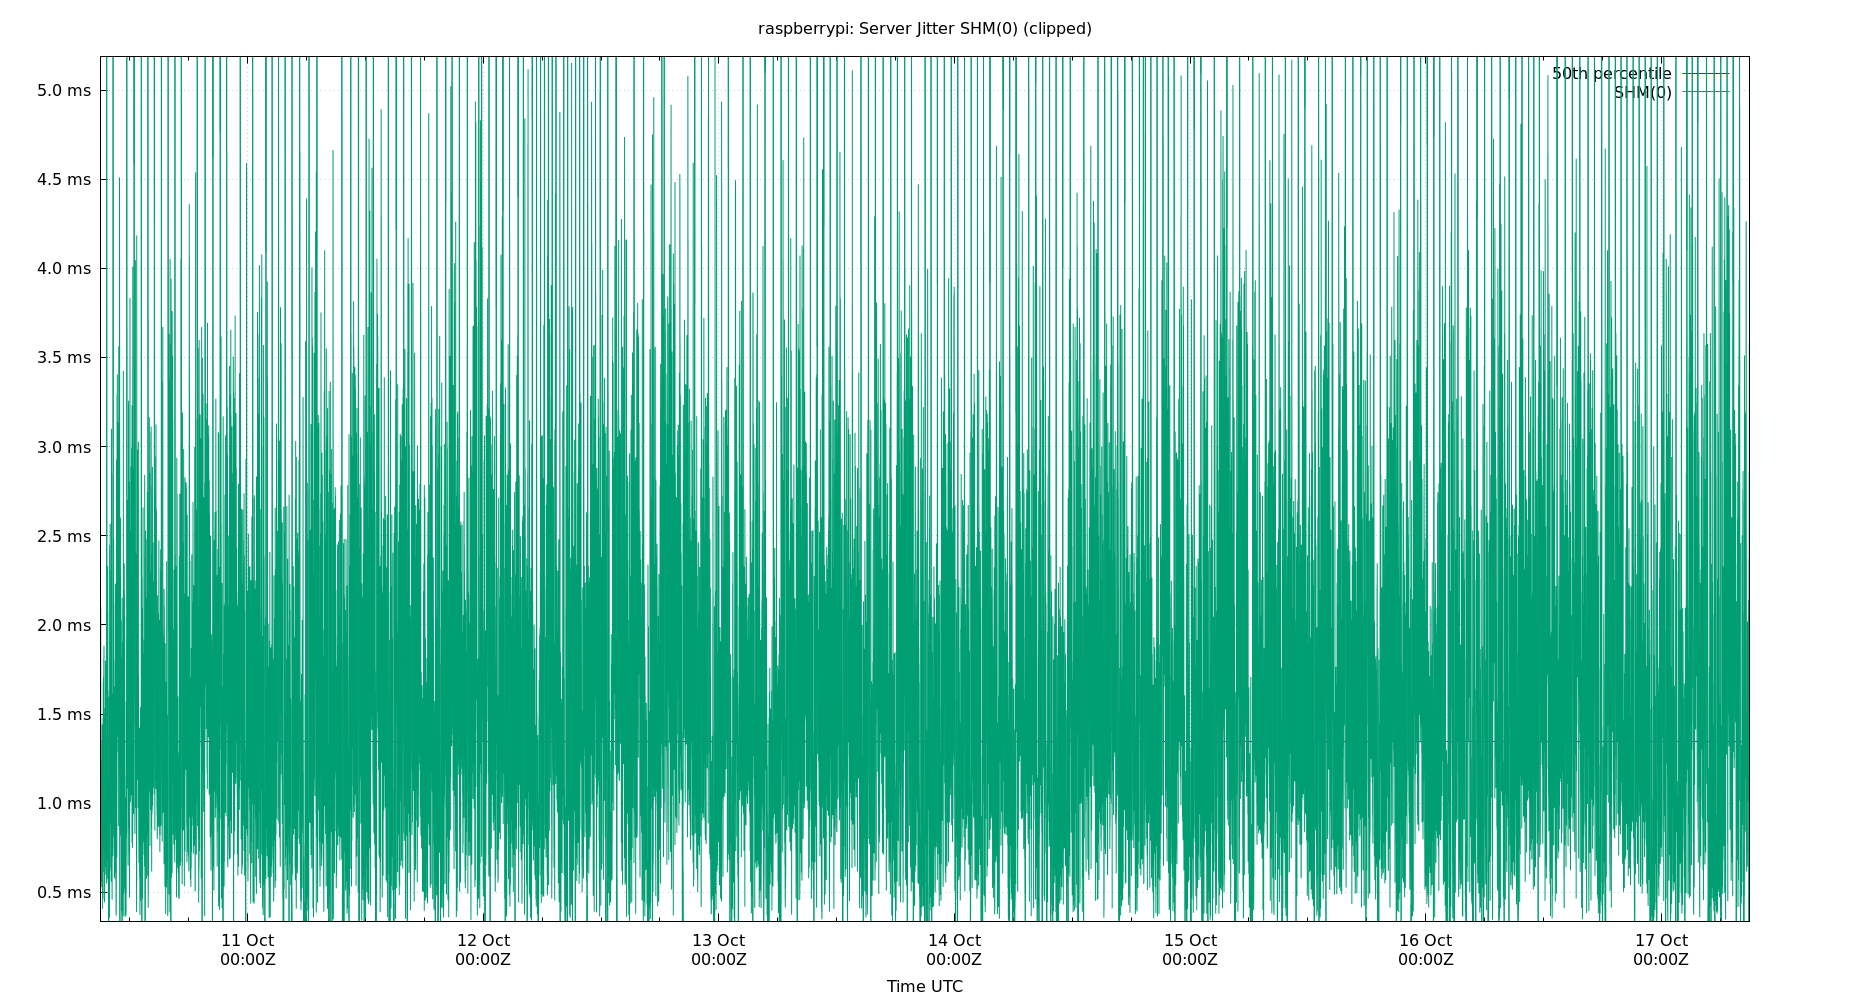 raspberrypi: Server Jitter SHM(0) (clipped)
50th percentile
SHM(0)
5.0 ms
4.5 ms
4.0 ms
3.5 ms
3.0 ms
2.5 ms
2.0 ms
1.5 ms
1.0 ms
0.5 ms
11 Oct 12 Oct 13 Oct 14 Oct 15 Oct 16 Oct 17 Oct
00:00Z 00:00Z 00:00Z 00:00Z 00:00Z 00:00Z 00:00Z
Time UTC